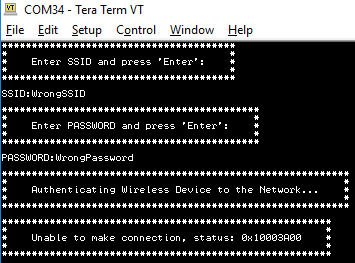 COM34 - Tera Term VT
File Edit Setup Control Window Help
****************************************
* Enter SSID and press 'Enter': *
****************************************
SSID:WrongSSID
********************************************
* Enter PASSWORD and press 'Enter': *
********************************************
PASSWORD:WrongPassword
***********************************************************
* Authenticating Wireless Device to the Network... *
***********************************************************
********************************************************
* Unable to make connection, status: 0x10003A00 *
********************************************************